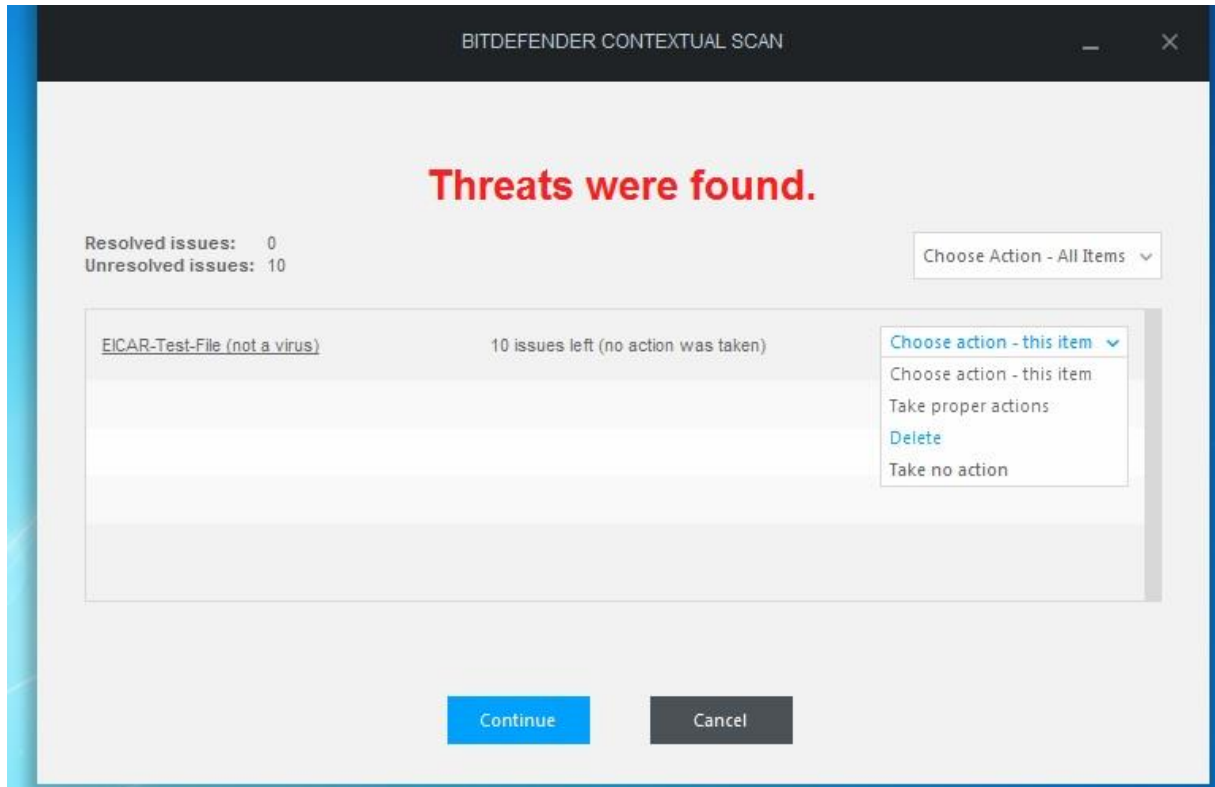 BITDEFENDER CONTEXTUAL SCAN
Threats were found.
Resolved issues: 0
Unresolved issues: 10
Choose Action - All Items
EICAR-Test-File (not a virus)
10 issues left (no action was taken)
Choose action - this item
Choose action - this item
Take proper actions
Delete
Take no action
Continue
Cancel